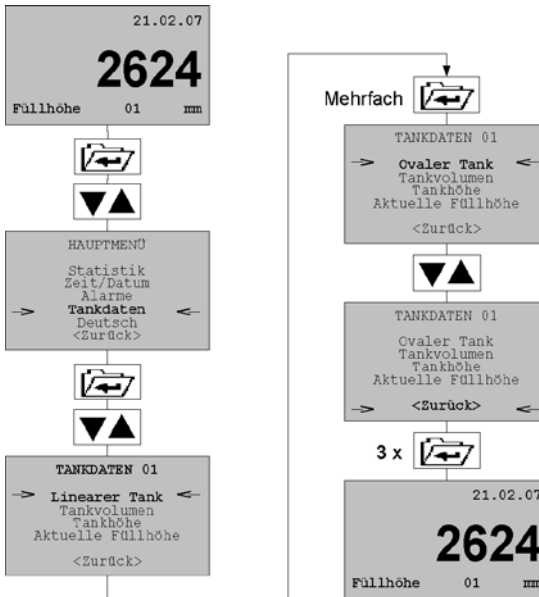 21.02.07
2624
Füllhöhe 01 mm
HAUPTMENÜ
Statistik
Zeit/Datum
Alarme
Tankdaten
Deutsch
<Zurück>
TANKDATEN 01
Linearer Tank
Tankvolumen
Tankhöhe
Aktuelle Füllhöhe
<Zurück>
Mehrfach
TANKDATEN 01
Ovaler Tank
Tankvolumen
Tankhöhe
Aktuelle Füllhöhe
<Zurück>
TANKDATEN 01
Ovaler Tank
Tankvolumen
Tankhöhe
Aktuelle Füllhöhe
<Zurück>
3 x
21.02.07
2624
Füllhöhe 01 mm